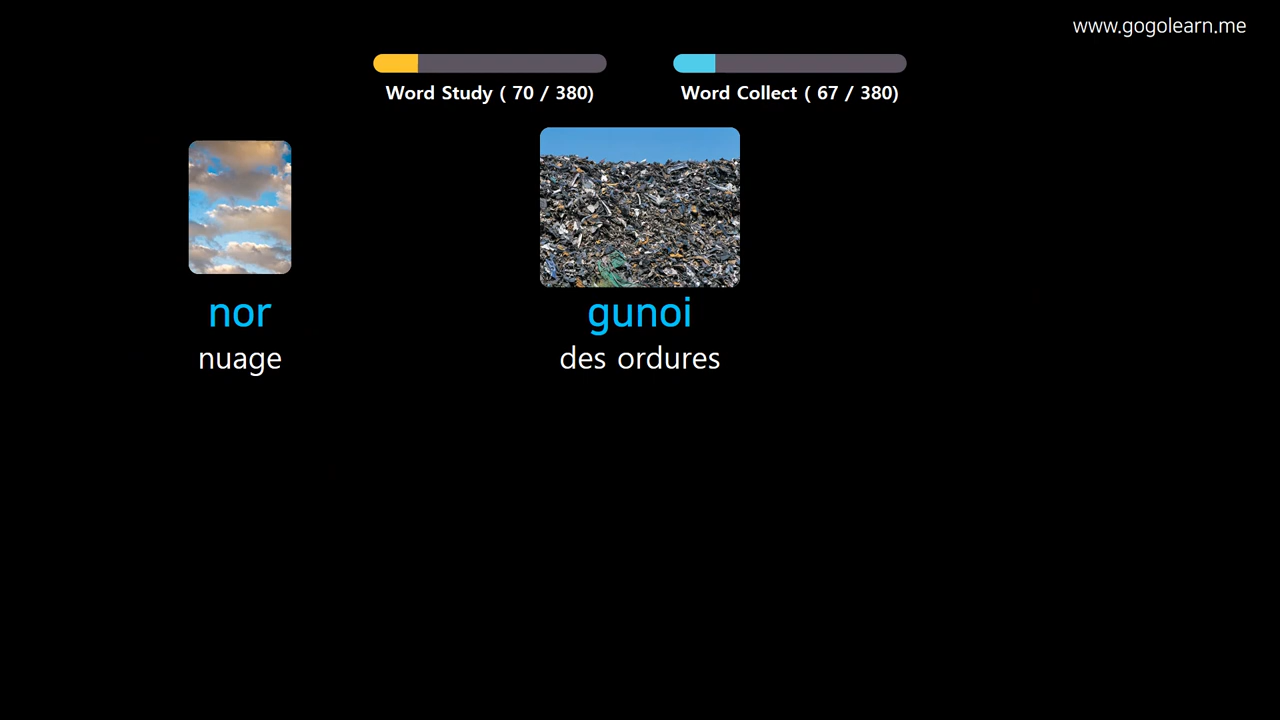 www.gogolearn.me
Word Study ( 70 / 380)
Word Collect ( 67 / 380)
nor
nuage
gunoi
des ordures